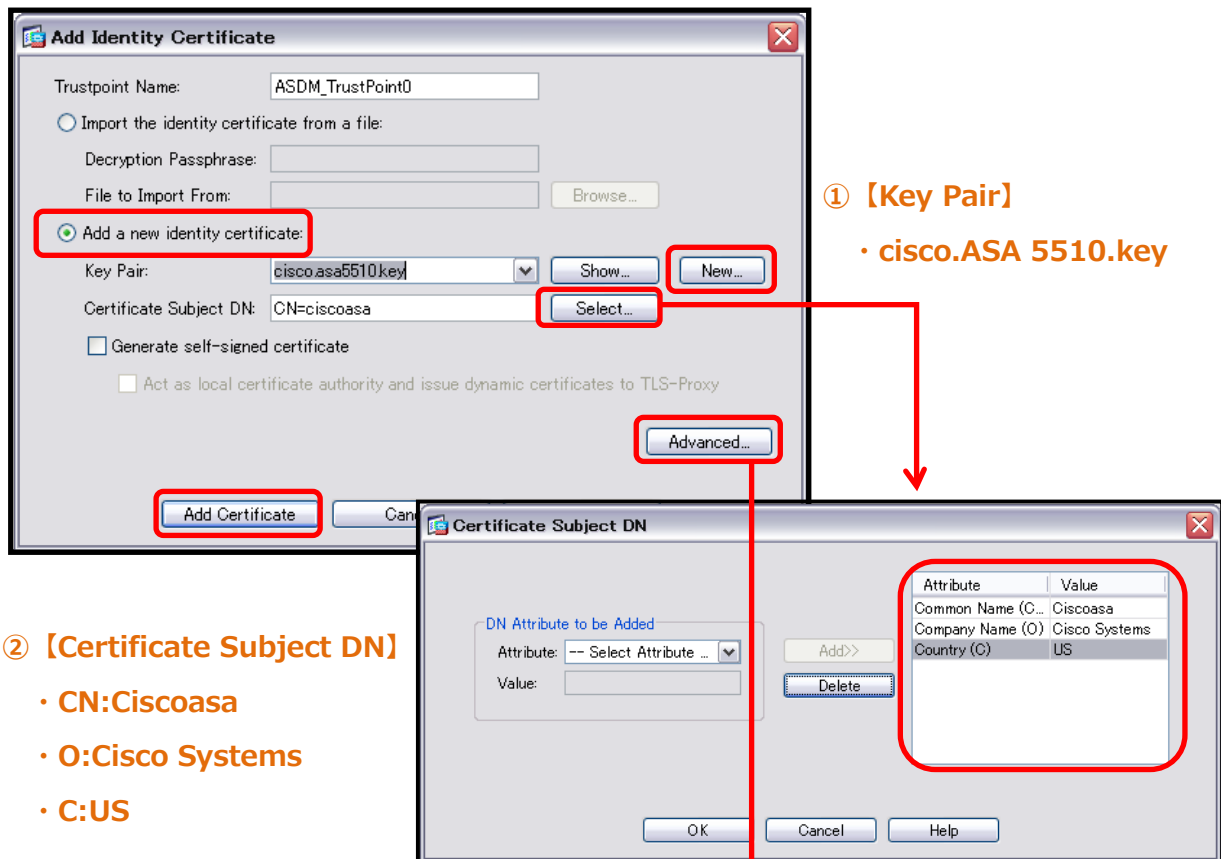 Add Identity Certificate
Trustpoint Name: ASDM_TrustPoint0
Import the identity certificate from a file:
Decryption Passphrase:
File to Import From: Browse...
Add a new identity certificate:
Key Pair: cisco.asa5510.key Show... New...
Certificate Subject DN: CN=ciscoasa Select...
Generate self-signed certificate
Act as local certificate authority and issue dynamic certificates to TLS-Proxy
Advanced...
Add Certificate Can
①【Key Pair】
・cisco.ASA 5510.key
Certificate Subject DN
Attribute Value
Common Name (C... Ciscoasa
Company Name (O) Cisco Systems
Country (C) US
DN Attribute to be Added
Attribute: -- Select Attribute ... Add>>
Value: Delete
OK Cancel Help
②【Certificate Subject DN】
・CN:Ciscoasa
・O:Cisco Systems
・C:US